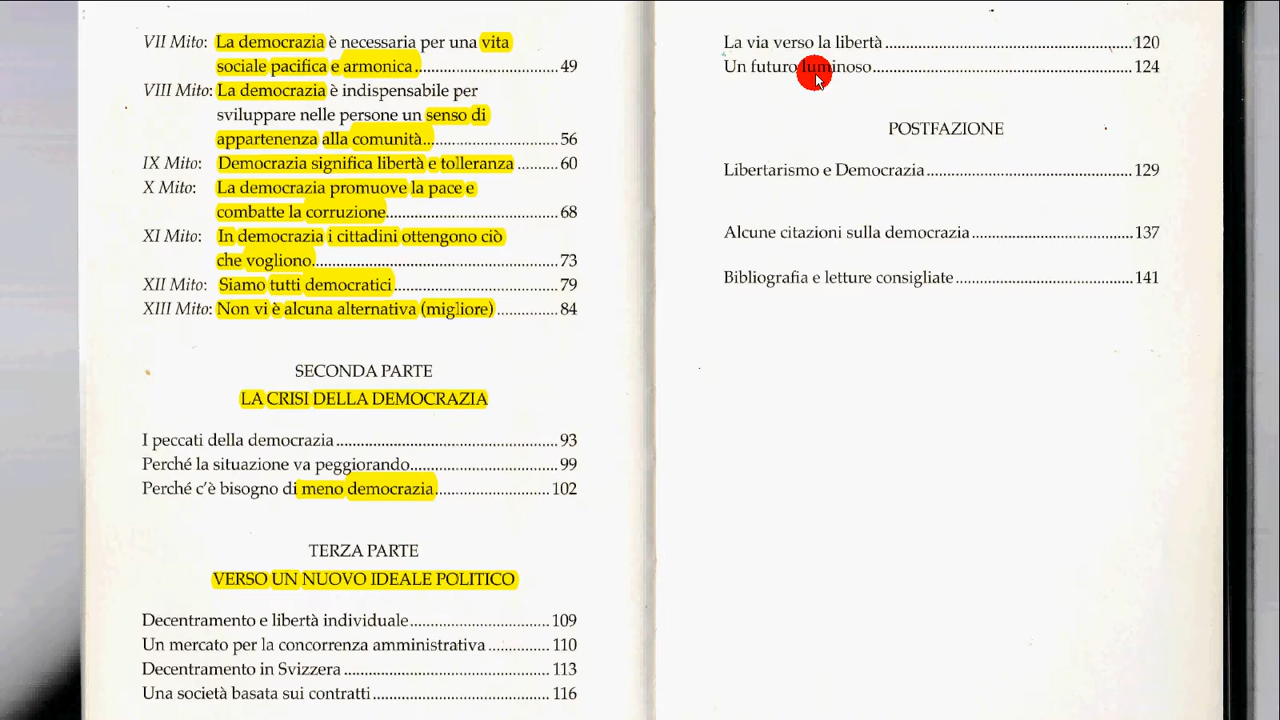 VII Mito: La democrazia è necessaria per una vita
sociale pacifica e armonica................................ 49
VIII Mito: La democrazia è indispensabile per
sviluppare nelle persone un senso di
appartenenza alla comunità............................. 56
IX Mito: Democrazia significa libertà e tolleranza ......... 60
X Mito: La democrazia promuove la pace e
combatte la corruzione....................................... 68
XI Mito: In democrazia i cittadini ottengono ciò
che vogliono....................................................... 73
XII Mito: Siamo tutti democratici..................................... 79
XIII Mito: Non vi è alcuna alternativa (migliore) ............. 84
SECONDA PARTE
LA CRISI DELLA DEMOCRAZIA
I peccati della democrazia .................................................. 93
Perché la situazione va peggiorando.................................. 99
Perché c'è bisogno di meno democrazia........................... 102
TERZA PARTE
VERSO UN NUOVO IDEALE POLITICO
Decentramento e libertà individuale................................ 109
Un mercato per la concorrenza amministrativa .............. 110
Decentramento in Svizzera ............................................... 113
Una società basata sui contratti ......................................... 116
La via verso la libertà ........................................................ 120
Un futuro luminoso........................................................... 124
POSTFAZIONE
Libertarismo e Democrazia............................................... 129
Alcune citazioni sulla democrazia ..................................... 137
Bibliografia e letture consigliate ........................................ 141